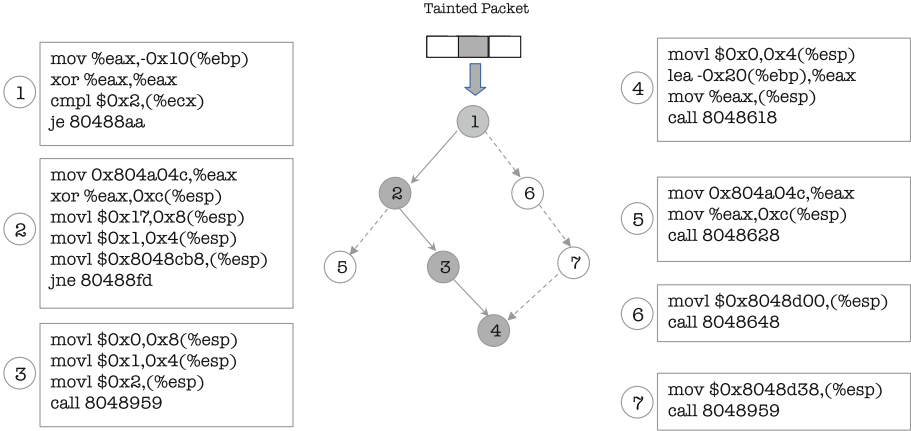 Tainted Packet
1
mov %eax,-0x10(%ebp)
xor %eax,%eax
cmpl $0x2,(%ecx)
je 80488aa
2
mov 0x804a04c,%eax
xor %eax,0xc(%esp)
movl $0x17,0x8(%esp)
movl $0x1,0x4(%esp)
movl $0x8048cb8,(%esp)
jne 80488fd
3
movl $0x0,0x8(%esp)
movl $0x1,0x4(%esp)
movl $0x2,(%esp)
call 8048959
1
2
6
5
3
7
4
4
movl $0x0,0x4(%esp)
lea -0x20(%ebp),%eax
mov %eax,(%esp)
call 8048618
5
mov 0x804a04c,%eax
mov %eax,0xc(%esp)
call 8048628
6
movl $0x8048d00,(%esp)
call 8048648
7
mov $0x8048d38,(%esp)
call 8048959